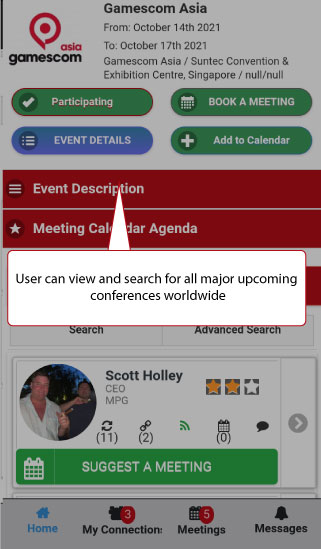 Gamescom Asia
From: October 14th 2021
To: October 17th 2021
Gamescom Asia / Suntec Convention &
Exhibition Centre, Singapore / null/null
asia
gamescom
Participating
BOOK A MEETING
EVENT DETAILS
Add to Calendar
Event Description
Meeting Calendar Agenda
User can view and search for all major upcoming
conferences worldwide
Search
Advanced Search
Scott Holley
CEO
MPG
(11) (2) (0)
SUGGEST A MEETING
3
5
Home
My Connection
Meetings
Messages